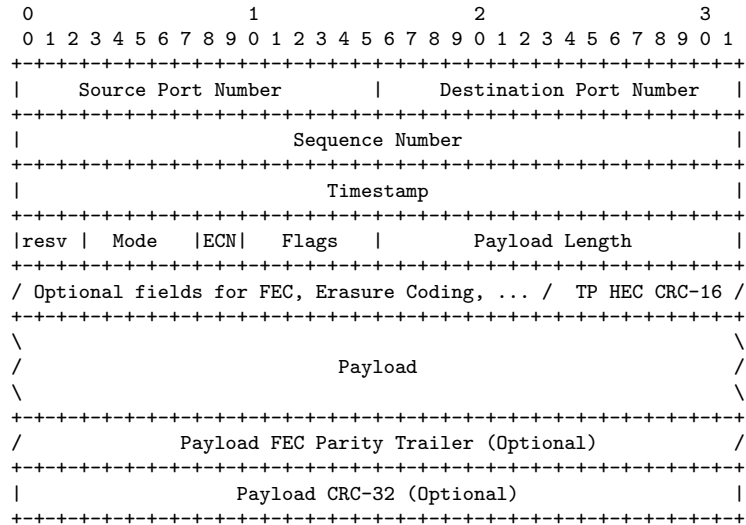 0                   1                   2                   3
 0 1 2 3 4 5 6 7 8 9 0 1 2 3 4 5 6 7 8 9 0 1 2 3 4 5 6 7 8 9 0 1
+-+-+-+-+-+-+-+-+-+-+-+-+-+-+-+-+-+-+-+-+-+-+-+-+-+-+-+-+-+-+-+-+
|     Source Port Number        |     Destination Port Number   |
+-+-+-+-+-+-+-+-+-+-+-+-+-+-+-+-+-+-+-+-+-+-+-+-+-+-+-+-+-+-+-+-+
|                        Sequence Number                        |
+-+-+-+-+-+-+-+-+-+-+-+-+-+-+-+-+-+-+-+-+-+-+-+-+-+-+-+-+-+-+-+-+
|                           Timestamp                           |
+-+-+-+-+-+-+-+-+-+-+-+-+-+-+-+-+-+-+-+-+-+-+-+-+-+-+-+-+-+-+-+-+
|resv |  Mode   |ECN|   Flags   |        Payload Length         |
+-+-+-+-+-+-+-+-+-+-+-+-+-+-+-+-+-+-+-+-+-+-+-+-+-+-+-+-+-+-+-+-+
/ Optional fields for FEC, Erasure Coding, ... /  TP HEC CRC-16 /
+-+-+-+-+-+-+-+-+-+-+-+-+-+-+-+-+-+-+-+-+-+-+-+-+-+-+-+-+-+-+-+-+
\                                                               \
/                            Payload                            /
\                                                               \
+-+-+-+-+-+-+-+-+-+-+-+-+-+-+-+-+-+-+-+-+-+-+-+-+-+-+-+-+-+-+-+-+
/              Payload FEC Parity Trailer (Optional)            /
+-+-+-+-+-+-+-+-+-+-+-+-+-+-+-+-+-+-+-+-+-+-+-+-+-+-+-+-+-+-+-+-+
|                   Payload CRC-32 (Optional)                   |
+-+-+-+-+-+-+-+-+-+-+-+-+-+-+-+-+-+-+-+-+-+-+-+-+-+-+-+-+-+-+-+-+